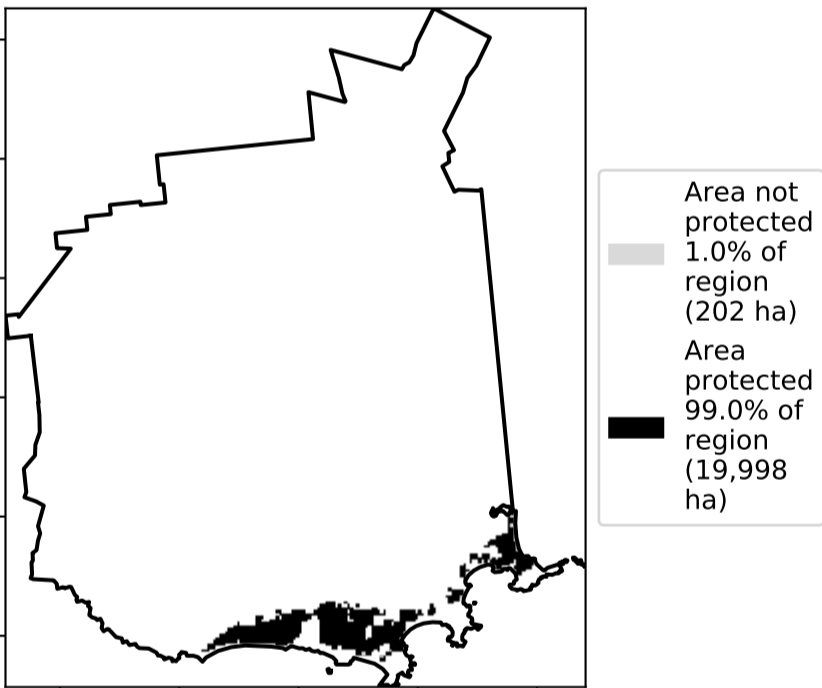 Area not
protected
1.0% of
region
(202 ha)
Area
protected
99.0% of
region
(19,998
ha)